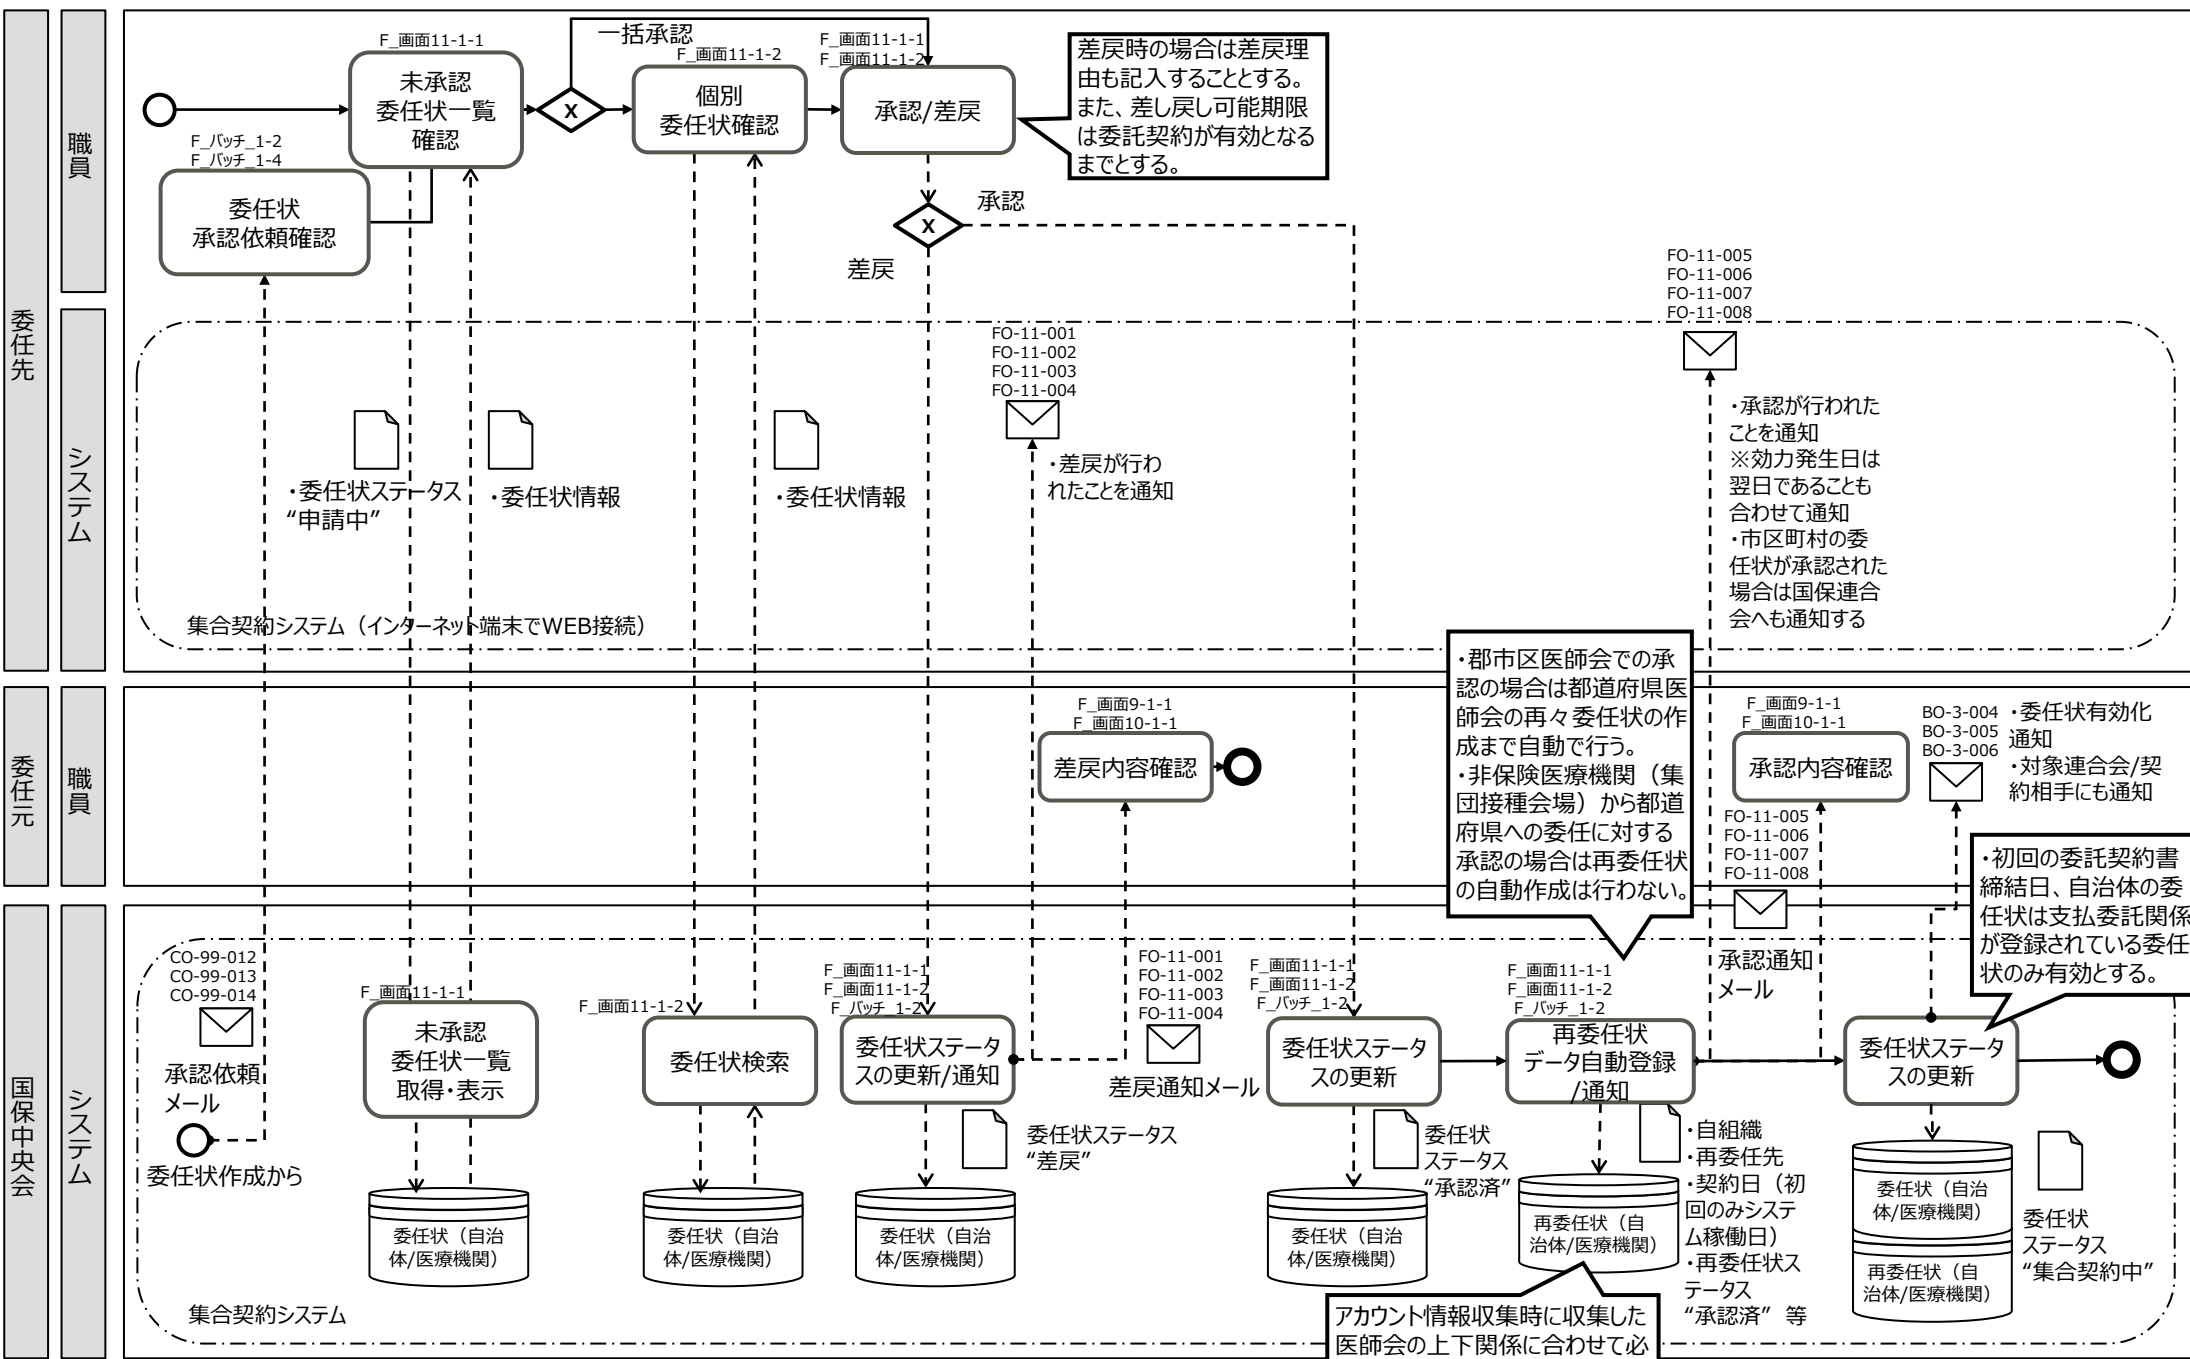 委任先
職員
システム
委任元
職員
国保中央会
システム
F_画面11-1-1
未承認
委任状一覧
確認
F_バッチ_1-2
F_バッチ_1-4
委任状
承認依頼確認
X
一括承認
F_画面11-1-2
個別
委任状確認
F_画面11-1-1
F_画面11-1-2
承認/差戻
差戻時の場合は差戻理
由も記入することとする。
また、差し戻し可能期限
は委託契約が有効となる
までとする。
X
承認
差戻
・委任状ステータス
“申請中”
・委任状情報
・委任状情報
FO-11-001
FO-11-002
FO-11-003
FO-11-004
・差戻が行わ
れたことを通知
FO-11-005
FO-11-006
FO-11-007
FO-11-008
・承認が行われた
ことを通知
※効力発生日は
翌日であることも
合わせて通知
・市区町村の委
任状が承認された
場合は国保連合
会へも通知する
集合契約システム（インターネット端末でWEB接続）
F_画面9-1-1
F_画面10-1-1
差戻内容確認
・郡市区医師会での承
認の場合は都道府県医
師会の再々委任状の作
成まで自動で行う。
・非保険医療機関（集
団接種会場）から都道
府県への委任に対する
承認の場合は再委任状
の自動作成は行わない。
F_画面9-1-1
F_画面10-1-1
承認内容確認
FO-11-005
FO-11-006
FO-11-007
FO-11-008
BO-3-004
BO-3-005
BO-3-006
・委任状有効化
通知
・対象連合会/契
約相手にも通知
・初回の委託契約書
締結日、自治体の委
任状は支払委託関係
が登録されている委任
状のみ有効とする。
CO-99-012
CO-99-013
CO-99-014
承認依頼
メール
委任状作成から
F_画面11-1-1
未承認
委任状一覧
取得・表示
委任状（自治
体/医療機関）
F_画面11-1-2
委任状検索
委任状（自治
体/医療機関）
F_画面11-1-1
F_画面11-1-2
F_バッチ_1-2
委任状ステータ
スの更新/通知
委任状（自治
体/医療機関）
委任状ステータス
“差戻”
FO-11-001
FO-11-002
FO-11-003
FO-11-004
差戻通知メール
F_画面11-1-1
F_画面11-1-2
F_バッチ_1-2
委任状ステータ
スの更新
委任状
ステータス
“承認済”
委任状（自治
体/医療機関）
F_画面11-1-1
F_画面11-1-2
F_バッチ_1-2
再委任状
データ自動登録
/通知
再委任状（自
治体/医療機関）
・自組織
・再委任先
・契約日（初
回のみシステ
ム稼働日）
・再委任状ス
テータス
“承認済” 等
承認通知
メール
委任状ステータ
スの更新
委任状（自治
体/医療機関）
再委任状（自
治体/医療機関）
委任状
ステータス
“集合契約中”
集合契約システム
アカウント情報収集時に収集した
医師会の上下関係に合わせて必